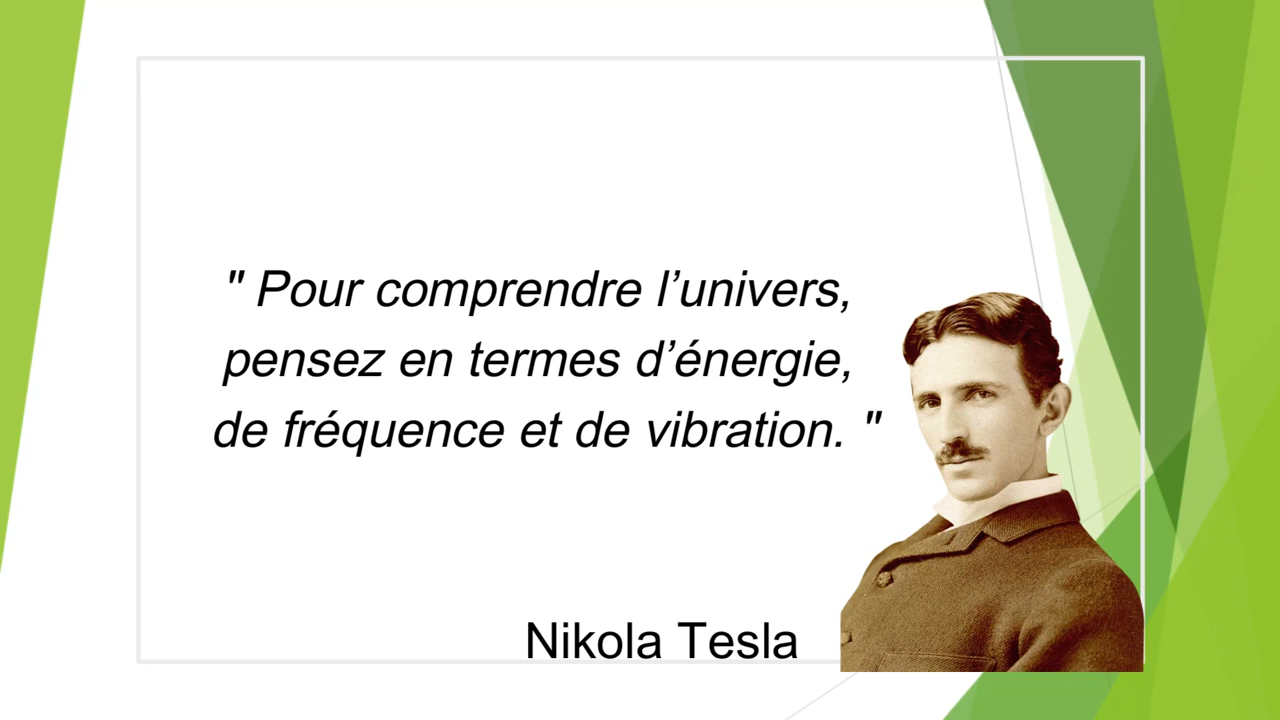 " Pour comprendre l’univers,
pensez en termes d’énergie,
de fréquence et de vibration. "
Nikola Tesla